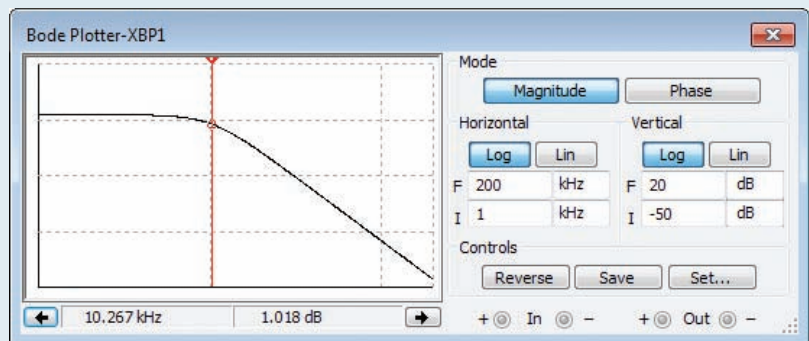 Bode Plotter-XBP1
Mode
Magnitude Phase
Horizontal Vertical
Log Lin Log Lin
F 200 kHz F 20 dB
I 1 kHz I -50 dB
Controls
Reverse Save Set...
10.267 kHz 1.018 dB + In − + Out −